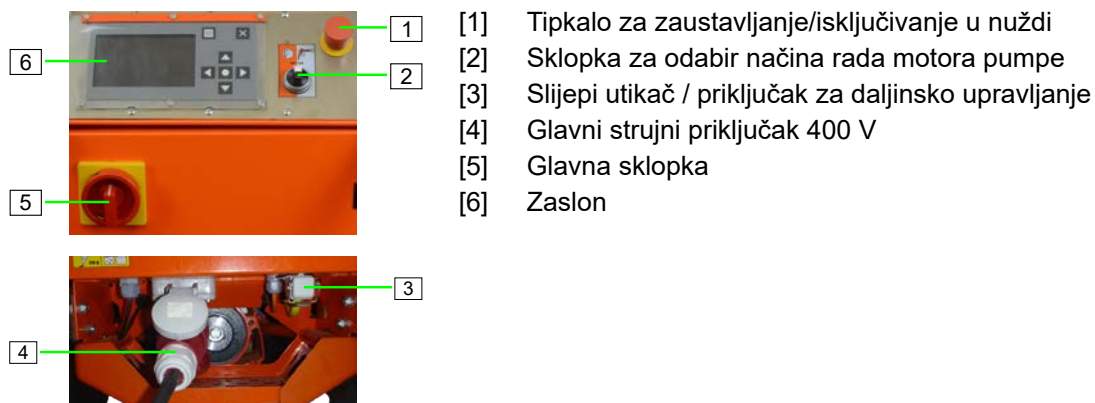 1
2
3
4
5
6
[1] Tipkalo za zaustavljanje/isključivanje u nuždi
[2] Sklopka za odabir načina rada motora pumpe
[3] Slijepi utikač / priključak za daljinsko upravljanje
[4] Glavni strujni priključak 400 V
[5] Glavna sklopka
[6] Zaslon